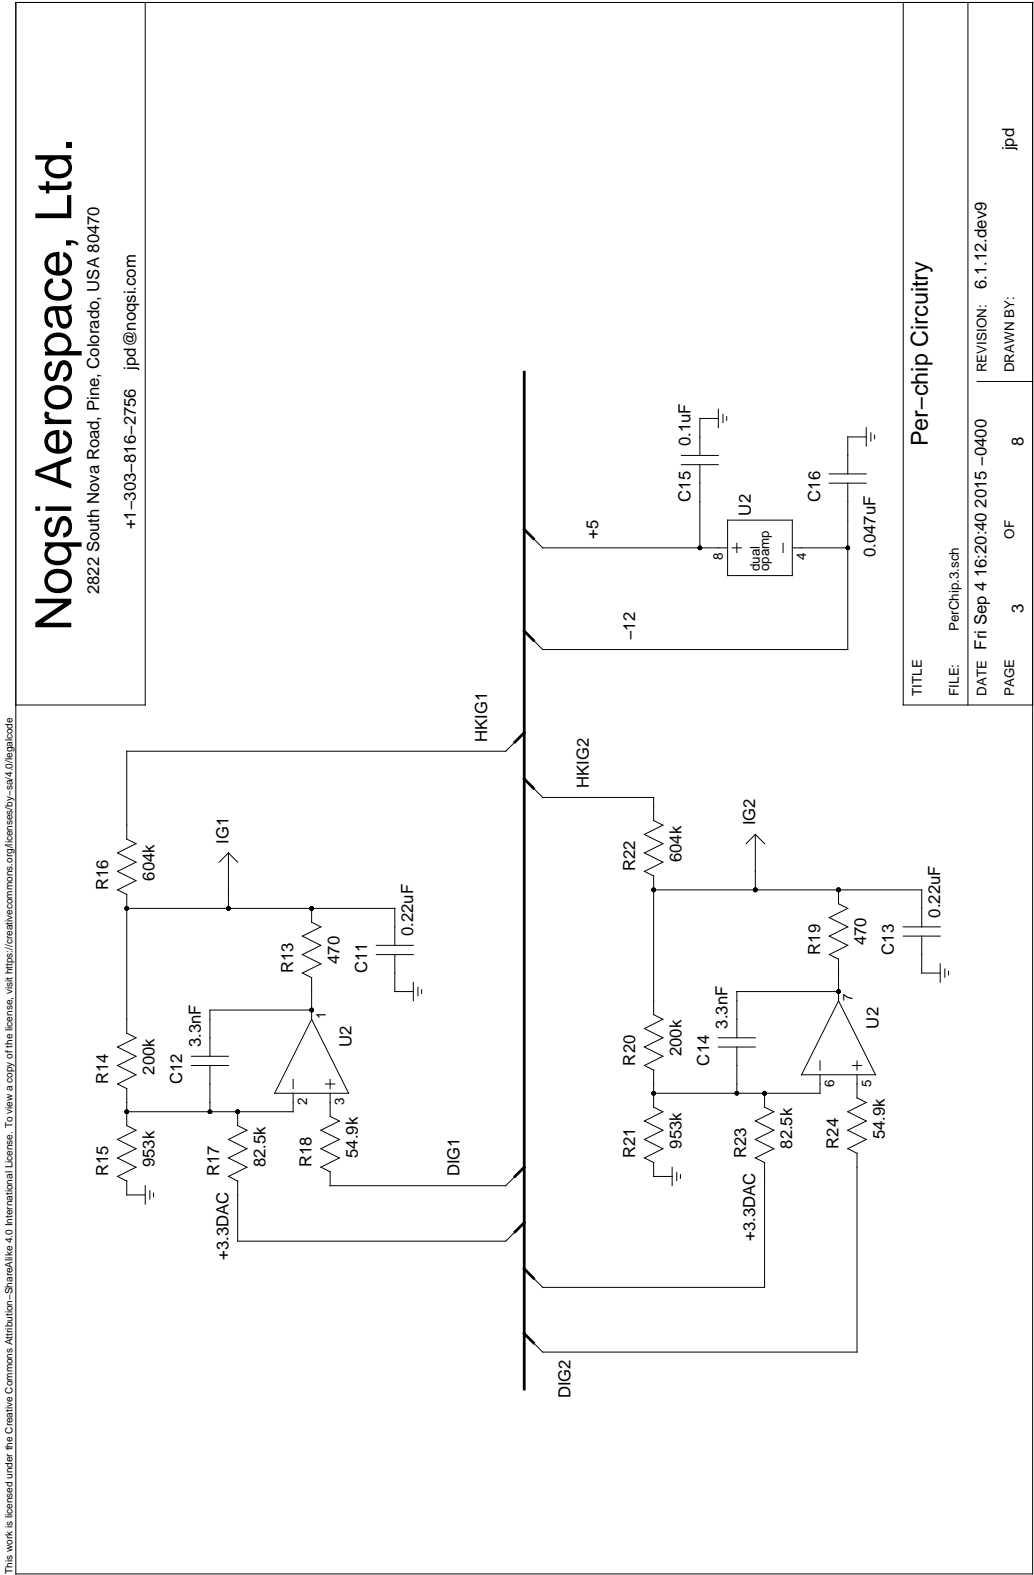 This work is licensed under the Creative Commons Attribution−ShareAlike 4.0 International License. To view a copy of the license, visit https://creativecommons.org/licenses/by−sa/4.0/legalcode
Noqsi Aerospace, Ltd.
2822 South Nova Road, Pine, Colorado, USA 80470
+1−303−816−2756 jpd@noqsi.com
R15
953k
R14
200k
R16
604k
C12
3.3nF
IG1
R17
82.5k
+3.3DAC
R18
54.9k
2
3
1
U2
R13
470
C11
0.22uF
DIG1
HKIG1
DIG2
HKIG2
−12
+5
R21
953k
R20
200k
R22
604k
C14
3.3nF
IG2
R23
82.5k
+3.3DAC
R24
54.9k
6
5
7
U2
R19
470
C13
0.22uF
C15
0.1uF
U2
8
dual
opamp
4
C16
0.047uF
TITLE
Per−chip Circuitry
FILE: PerChip.3.sch
DATE Fri Sep 4 16:20:40 2015 −0400
REVISION: 6.1.12.dev9
PAGE 3 OF 8
DRAWN BY: jpd